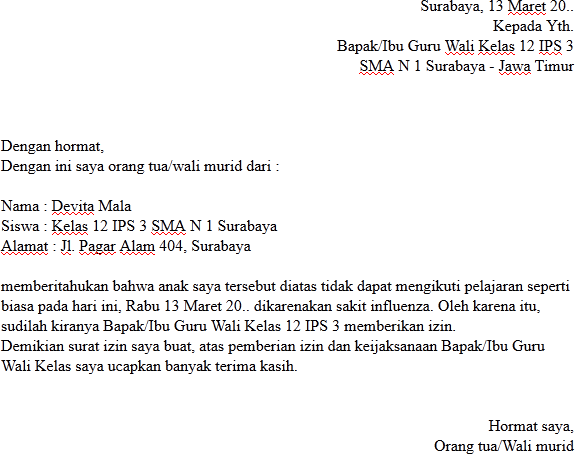 Surabaya, 13 Maret 20..
Kepada Yth.
Bapak/Ibu Guru Wali Kelas 12 IPS 3
SMA N 1 Surabaya - Jawa Timur
Dengan hormat,
Dengan ini saya orang tua/wali murid dari :
Nama : Devita Mala
Siswa : Kelas 12 IPS 3 SMA N 1 Surabaya
Alamat : Jl. Pagar Alam 404, Surabaya
memberitahukan bahwa anak saya tersebut diatas tidak dapat mengikuti pelajaran seperti
biasa pada hari ini, Rabu 13 Maret 20.. dikarenakan sakit influenza. Oleh karena itu,
sudilah kiranya Bapak/Ibu Guru Wali Kelas 12 IPS 3 memberikan izin.
Demikian surat izin saya buat, atas pemberian izin dan keijaksanaan Bapak/Ibu Guru
Wali Kelas saya ucapkan banyak terima kasih.
Hormat saya,
Orang tua/Wali murid